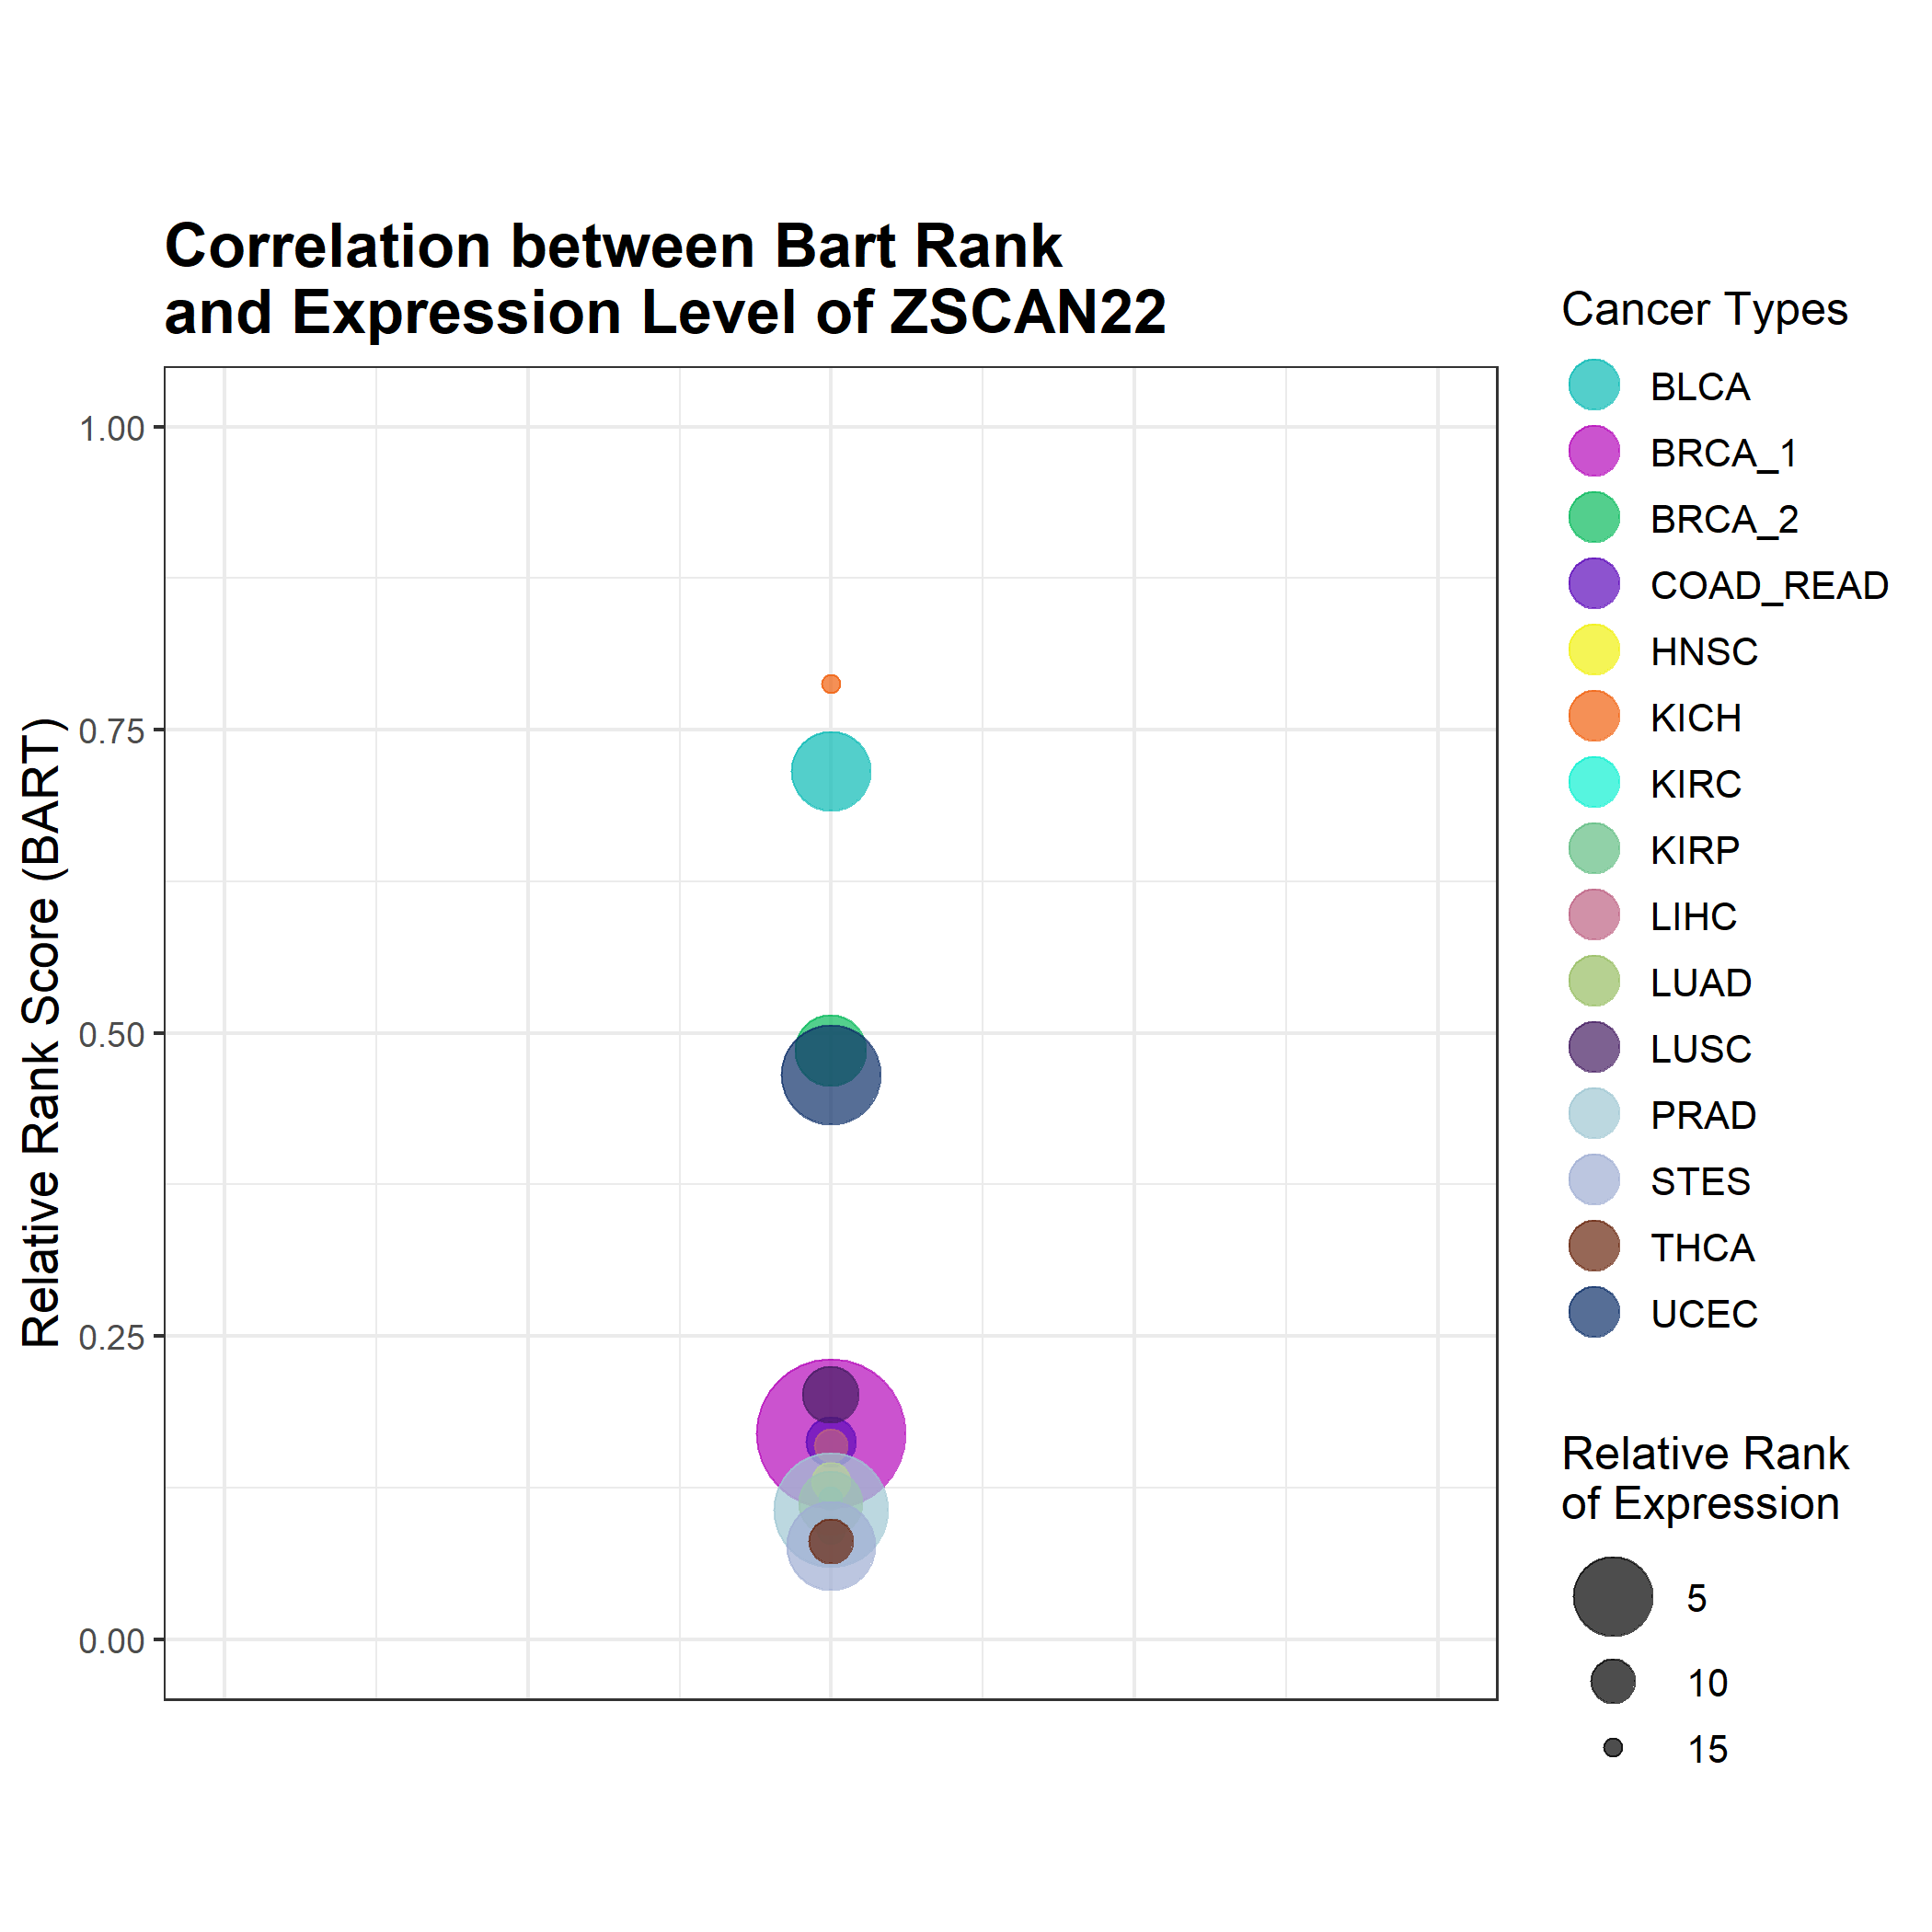 Correlation between Bart Rank
and Expression Level of ZSCAN22
Relative Rank Score (BART)
1.00
0.75
0.50
0.25
0.00
Cancer Types
BLCA
BRCA_1
BRCA_2
COAD_READ
HNSC
KICH
KIRC
KIRP
LIHC
LUAD
LUSC
PRAD
STES
THCA
UCEC
Relative Rank
of Expression
5
10
15